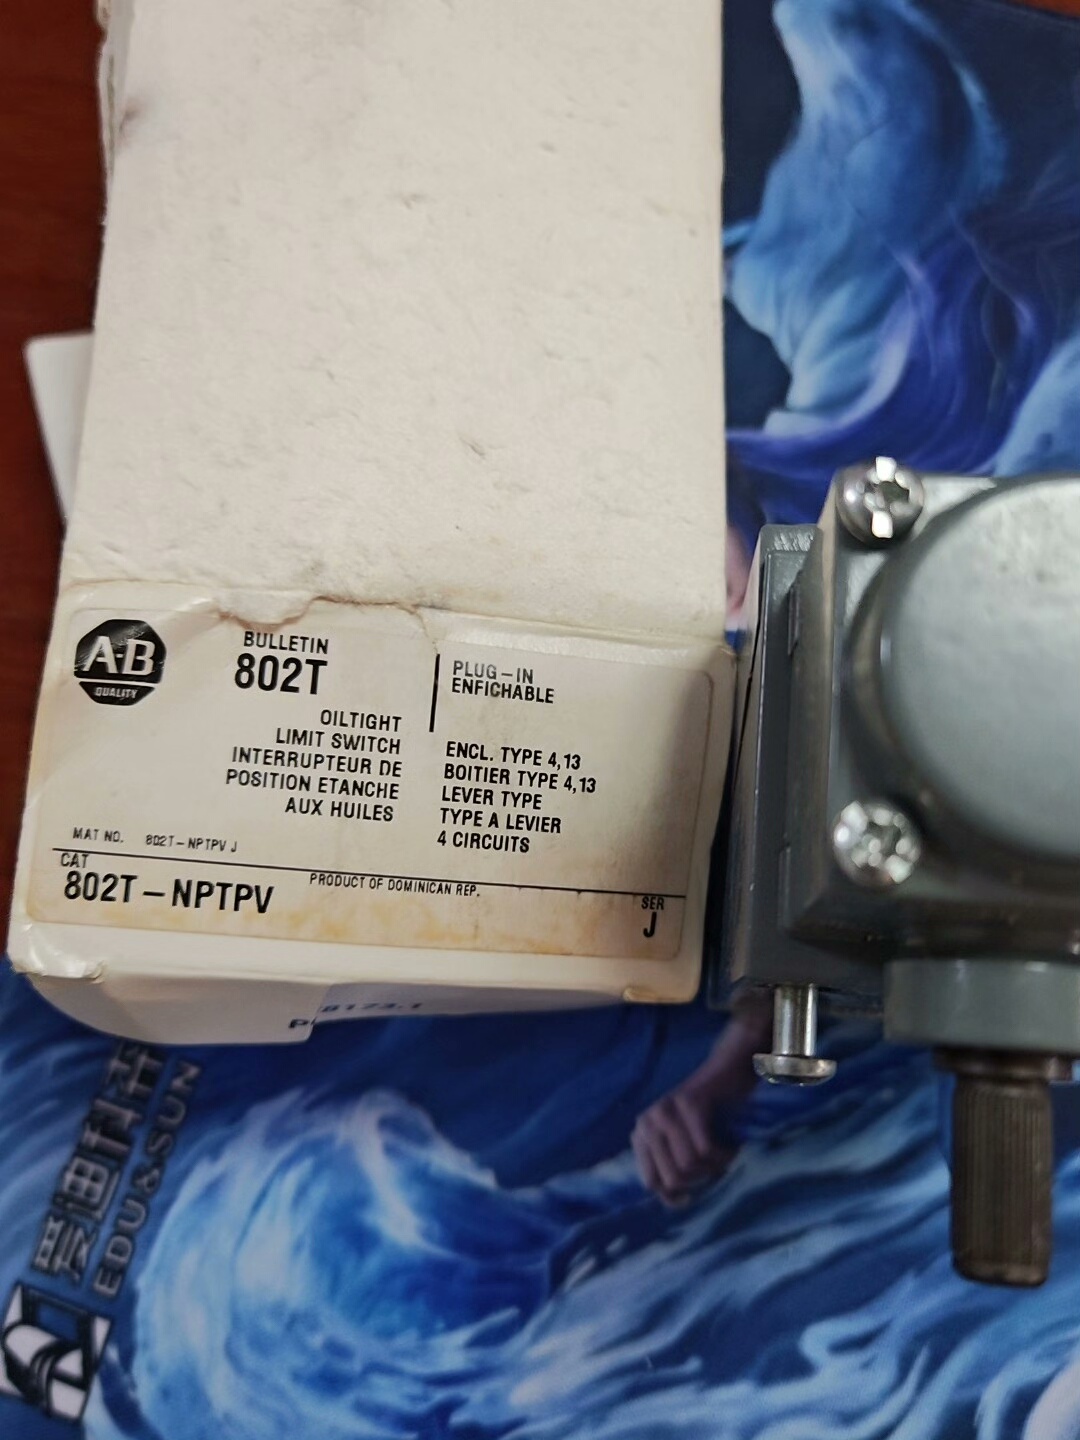 A-B
QUALITY
BULLETIN
802T
OILTIGHT
LIMIT SWITCH
INTERRUPTEUR DE
POSITION ETANCHE
AUX HUILES
PLUG-IN
ENFICHABLE
ENCL. TYPE 4,13
BOITIER TYPE 4,13
LEVER TYPE
TYPE A LEVIER
4 CIRCUITS
MAT NO. 802T-NPTPV J
CAT
802T-NPTPV
PRODUCT OF DOMINICAN REP.
SER
J
EDU&SUN